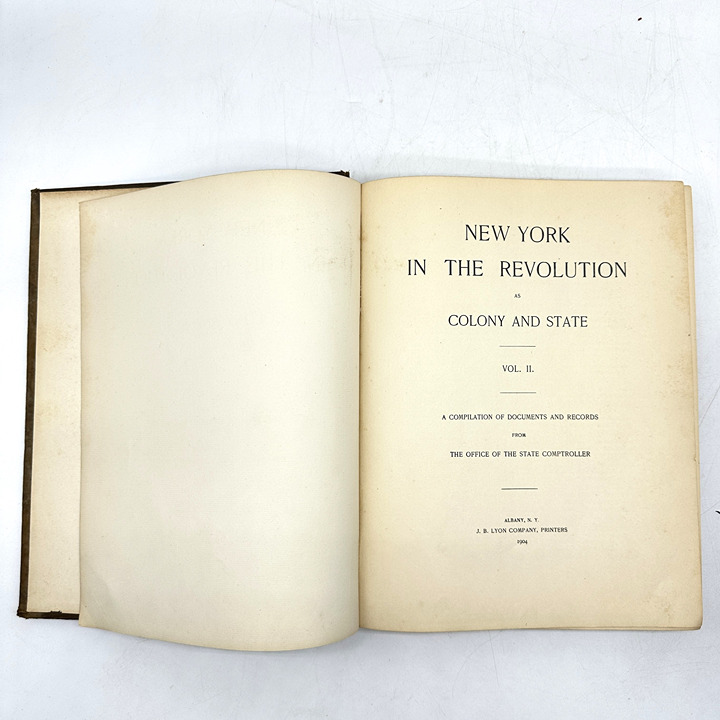 NEW YORK
IN THE REVOLUTION
AS
COLONY AND STATE
VOL. II.
A COMPILATION OF DOCUMENTS AND RECORDS
FROM
THE OFFICE OF THE STATE COMPTROLLER
ALBANY, N. Y.
J. B. LYON COMPANY, PRINTERS
1904